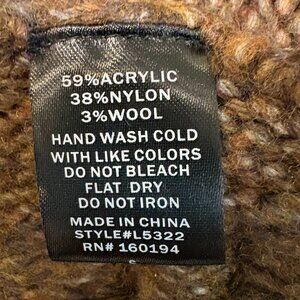 59%ACRYLIC
38%NYLON
3%WOOL
HAND WASH COLD
WITH LIKE COLORS
DO NOT BLEACH
FLAT DRY
DO NOT IRON
MADE IN CHINA
STYLE#L5322
RN# 160194